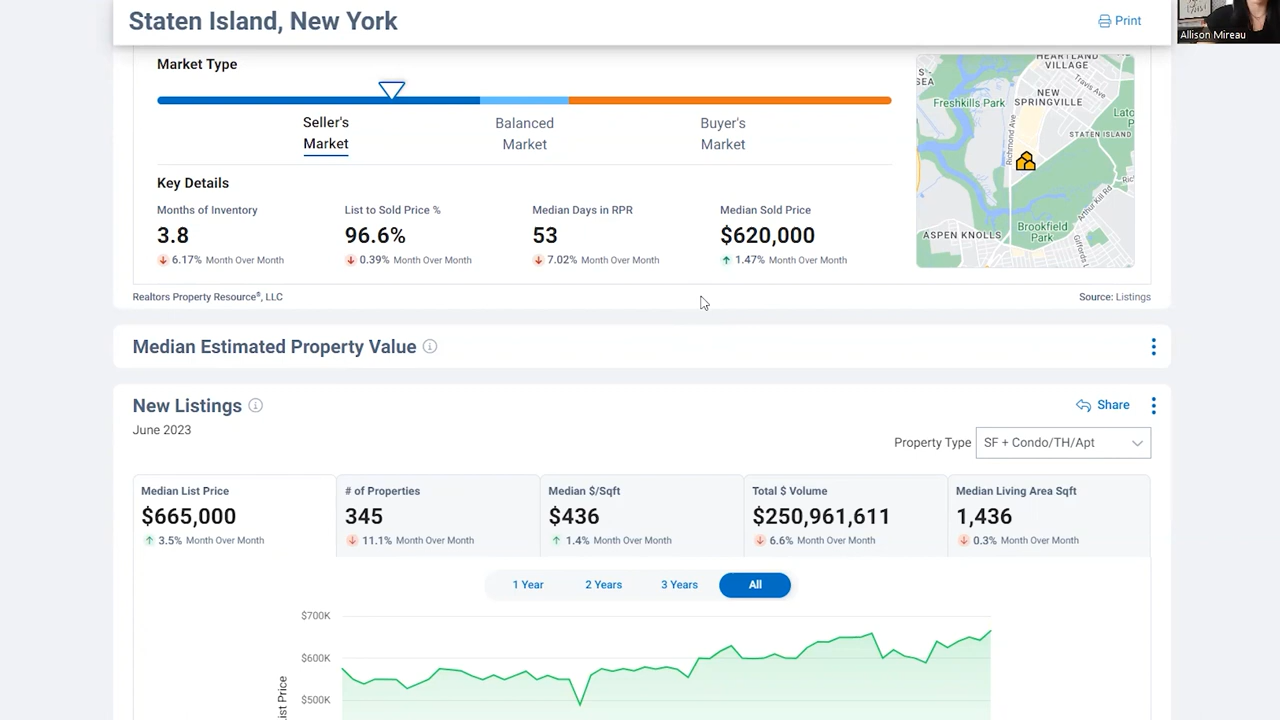 Staten Island, New York
Print
Allison Mireau
Market Type
Seller's
Market
Balanced
Market
Buyer's
Market
Key Details
Months of Inventory
3.8
6.17% Month Over Month
List to Sold Price %
96.6%
0.39% Month Over Month
Median Days in RPR
53
7.02% Month Over Month
Median Sold Price
$620,000
1.47% Month Over Month
HEARTLAND
VILLAGE
Travis Ave
Freshkills Park
NEW
SPRINGVILLE
Richmond Ave
STATEN ISLAND
Arthur Kill Rd
Brookfield
Park
ASPEN KNOLLS
Realtors Property Resource®, LLC
Source: Listings
Median Estimated Property Value
New Listings
Share
June 2023
Property Type
SF + Condo/TH/Apt
Median List Price
$665,000
3.5% Month Over Month
# of Properties
345
11.1% Month Over Month
Median $/Sqft
$436
1.4% Month Over Month
Total $ Volume
$250,961,611
6.6% Month Over Month
Median Living Area Sqft
1,436
0.3% Month Over Month
1 Year
2 Years
3 Years
All
$700K
$600K
$500K